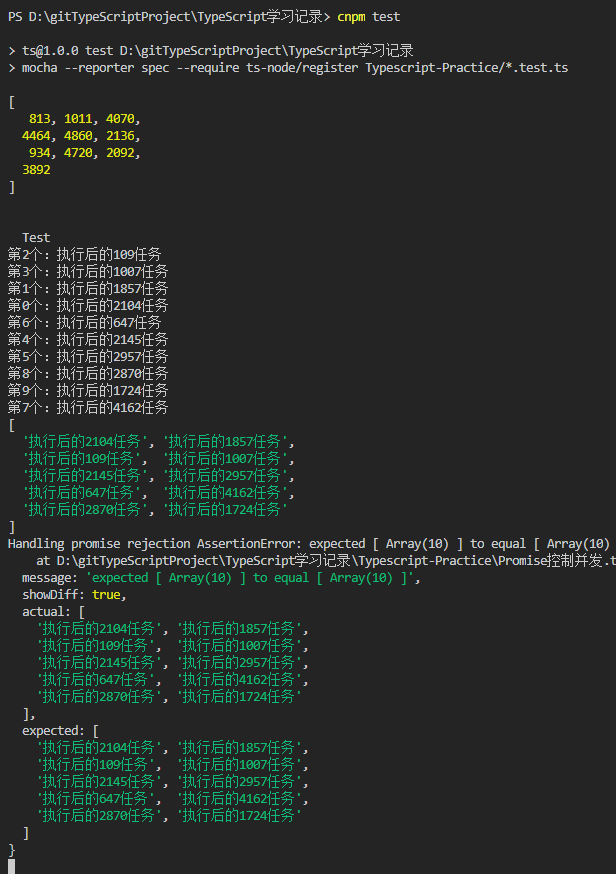 PS D:\gitTypeScriptProject\TypeScript学习记录> cnpm test
> ts@1.0.0 test D:\gitTypeScriptProject\TypeScript学习记录
> mocha --reporter spec --require ts-node/register Typescript-Practice/*.test.ts
[
813, 1011, 4070,
4464, 4860, 2136,
934, 4720, 2092,
3892
]
Test
第2个：执行后的109任务
第3个：执行后的1007任务
第1个：执行后的1857任务
第0个：执行后的2104任务
第6个：执行后的647任务
第4个：执行后的2145任务
第5个：执行后的2957任务
第8个：执行后的2870任务
第9个：执行后的1724任务
第7个：执行后的4162任务
[
'执行后的2104任务', '执行后的1857任务',
'执行后的109任务', '执行后的1007任务',
'执行后的2145任务', '执行后的2957任务',
'执行后的647任务', '执行后的4162任务',
'执行后的2870任务', '执行后的1724任务'
]
Handling promise rejection AssertionError: expected [ Array(10) ] to equal [ Array(10)
at D:\gitTypeScriptProject\TypeScript学习记录\Typescript-Practice\Promise控制并发.t
message: 'expected [ Array(10) ] to equal [ Array(10) ]',
showDiff: true,
actual: [
'执行后的2104任务', '执行后的1857任务',
'执行后的109任务', '执行后的1007任务',
'执行后的2145任务', '执行后的2957任务',
'执行后的647任务', '执行后的4162任务',
'执行后的2870任务', '执行后的1724任务'
],
expected: [
'执行后的2104任务', '执行后的1857任务',
'执行后的109任务', '执行后的1007任务',
'执行后的2145任务', '执行后的2957任务',
'执行后的647任务', '执行后的4162任务',
'执行后的2870任务', '执行后的1724任务'
]
}